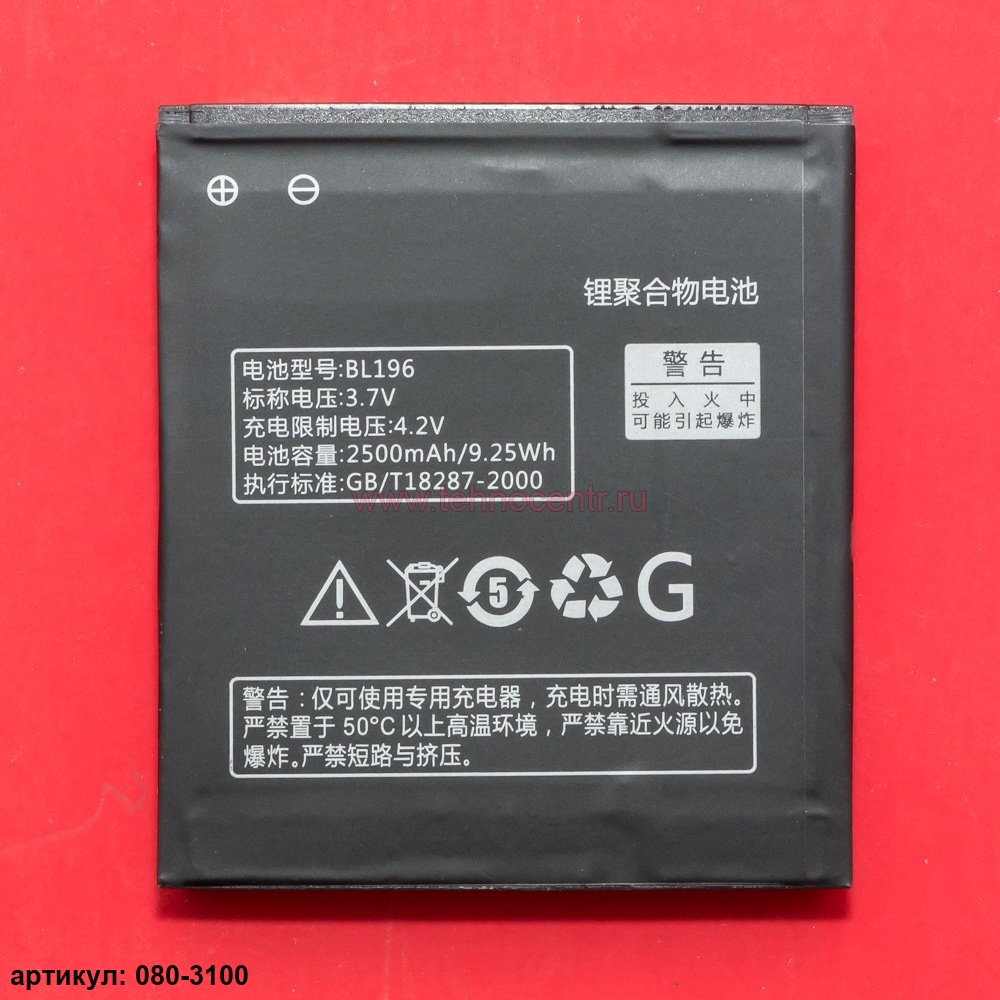 锂聚合物电池
电池型号:BL196
标称电压:3.7V
充电限制电压:4.2V
电池容量:2500mAh/9.25Wh
执行标准:GB/T18287-2000
警告
投入火中
可能引起爆炸
www.tehnocentr.ru
5
G
警告：仅可使用专用充电器，充电时需通风散热。
严禁置于 50°C 以上高温环境，严禁靠近火源以免
爆炸。严禁短路与挤压。
артикул: 080-3100